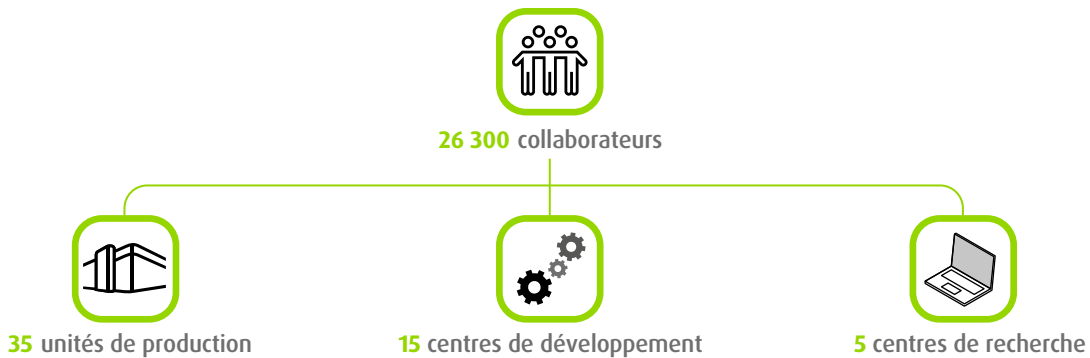 26 300 collaborateurs
35 unités de production
15 centres de développement
5 centres de recherche